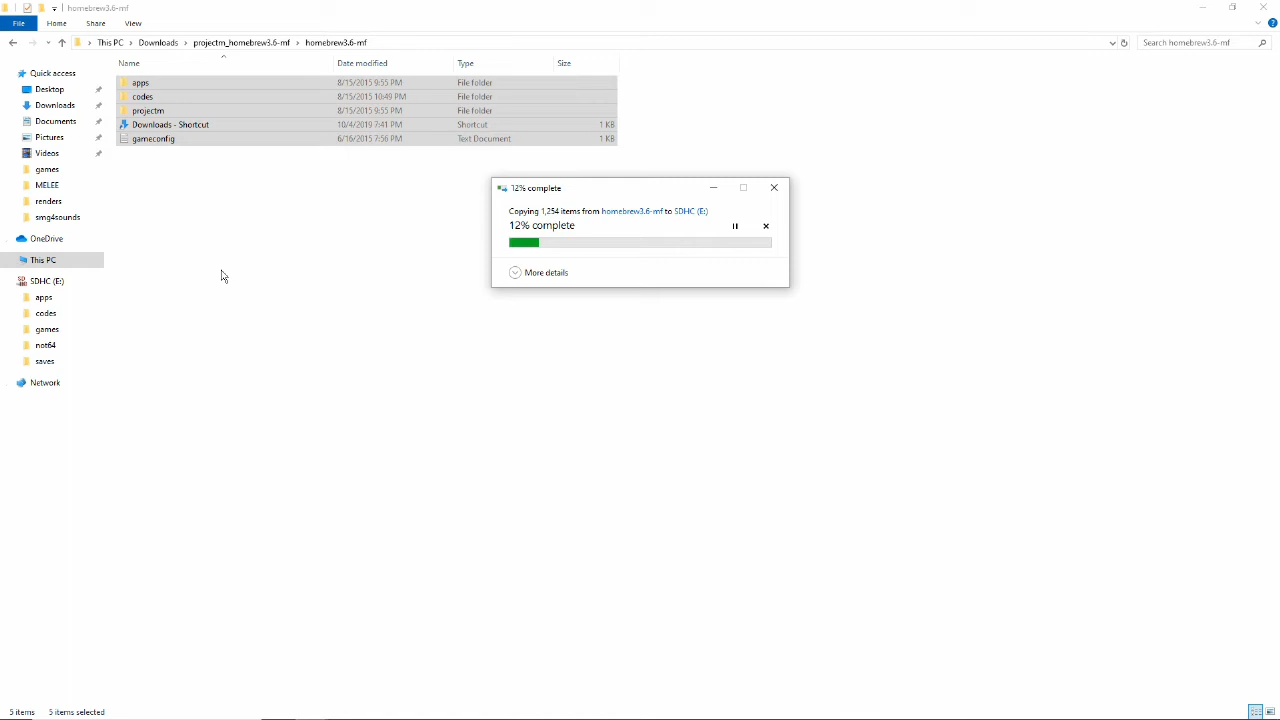 homebrew3.6-mf
File Home Share View
This PC Downloads projectm_homebrew3.6-mf homebrew3.6-mf
Search homebrew3.6-mf
Name Date modified Type Size
Quick access
Desktop
Downloads
Documents
Pictures
Videos
games
MELEE
renders
smg4sounds
OneDrive
This PC
SDHC (E:)
apps
codes
games
not64
saves
Network
apps 8/15/2015 9:55 PM File folder
codes 8/15/2015 10:49 PM File folder
projectm 8/15/2015 9:55 PM File folder
Downloads - Shortcut 10/4/2019 7:41 PM Shortcut 1 KB
gameconfig 6/16/2015 7:56 PM Text Document 1 KB
12% complete
Copying 1,254 items from homebrew3.6-mf to SDHC (E:)
12% complete
More details
5 items 5 items selected